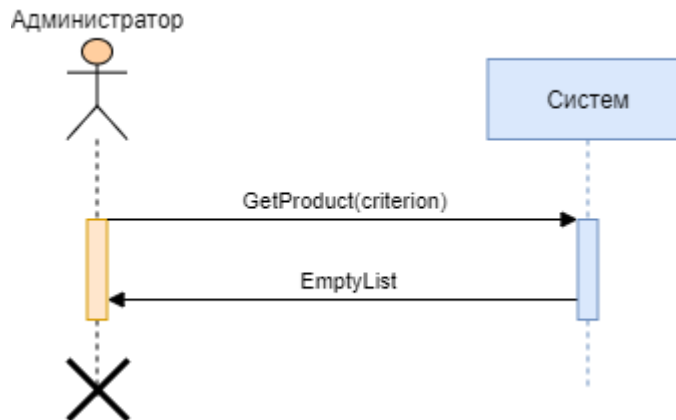 Администратор
Систем
GetProduct(criterion)
EmptyList